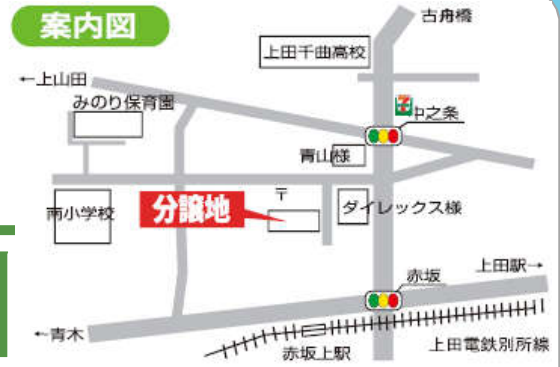 案内図
古舟橋
上田千曲高校
←上山田
みのり保育園
7
中之条
青山様
〒
南小学校
分譲地
ダイレックス様
赤坂
上田駅→
←青木
赤坂上駅
上田電鉄別所線